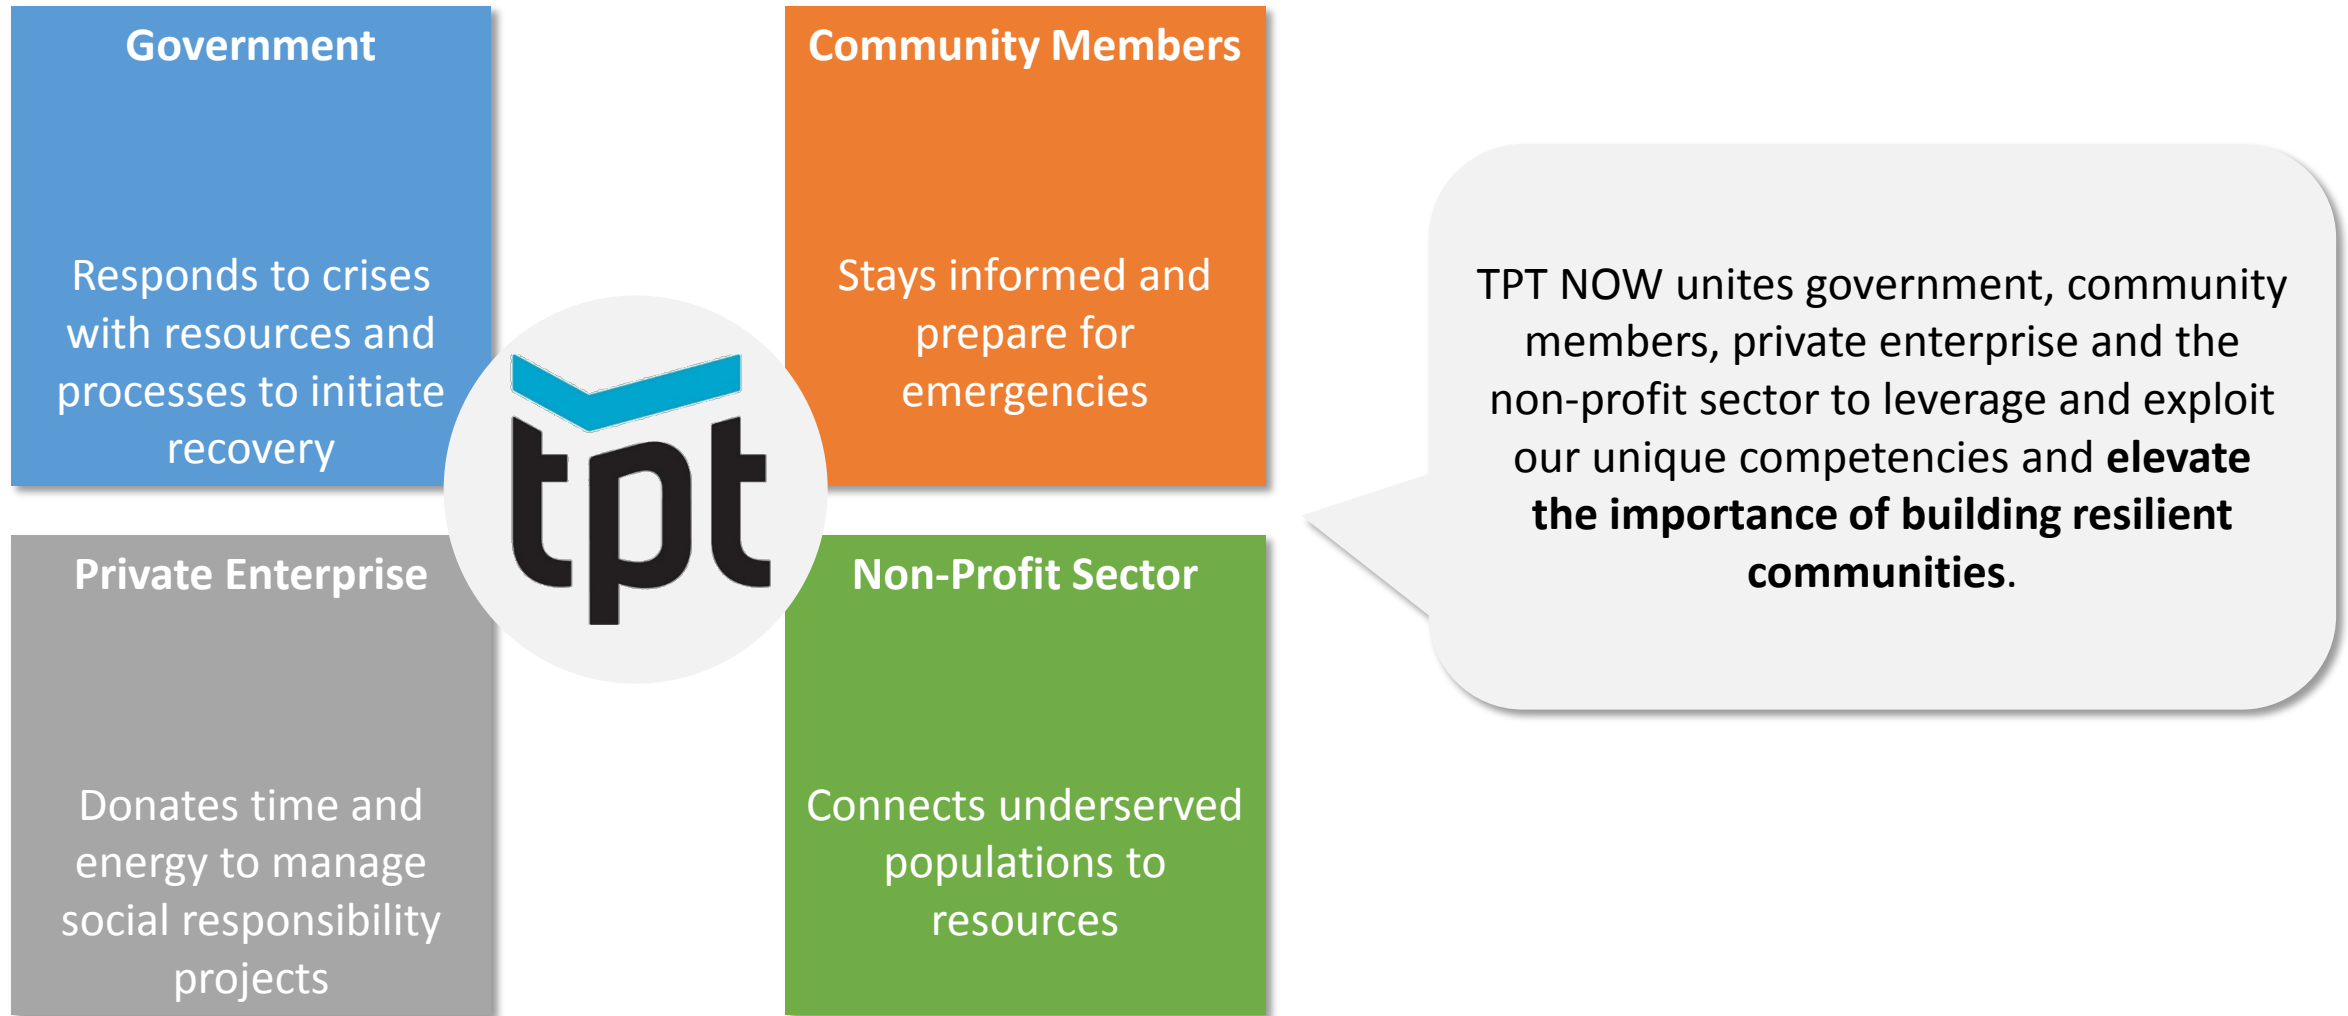 Government
Responds to crises
with resources and
processes to initiate
recovery
Community Members
Stays informed and
prepare for
emergencies
tpt
Private Enterprise
Donates time and
energy to manage
social responsibility
projects
Non-Profit Sector
Connects underserved
populations to
resources
TPT NOW unites government, community
members, private enterprise and the
non-profit sector to leverage and exploit
our unique competencies and elevate
the importance of building resilient
communities.